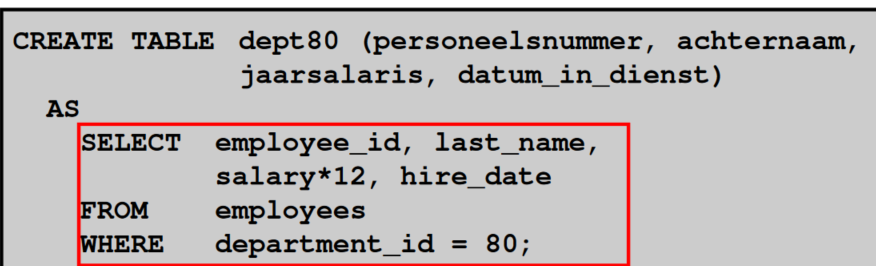 CREATE TABLE dept80 (personeelsnummer, achternaam,
jaarsalaris, datum_in_dienst)
AS
SELECT employee_id, last_name,
salary*12, hire_date
FROM employees
WHERE department_id = 80;